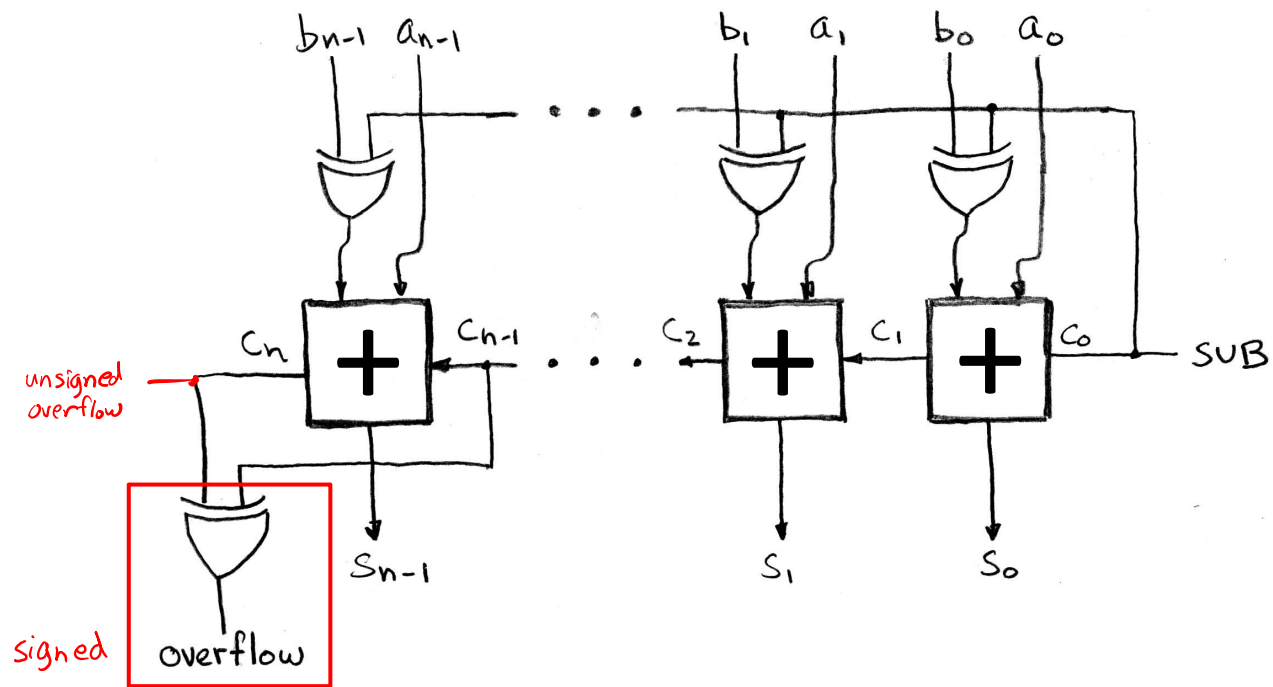 bn-1 an-1 b1 a1 b0 a0
cn cn-1 c2 c1 c0 SUB
unsigned
overflow
sn-1 s1 s0
signed overflow